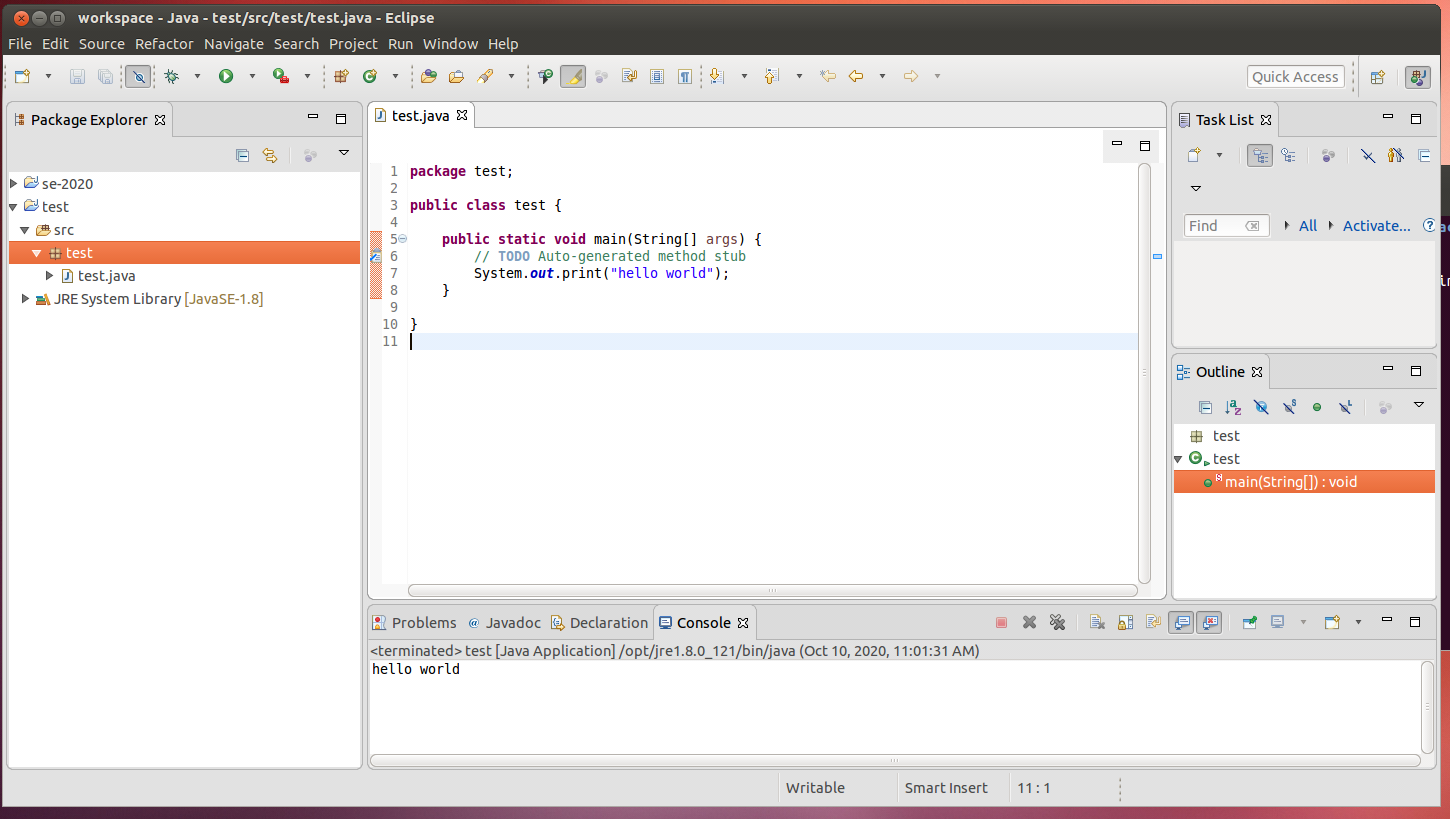 workspace - Java - test/src/test/test.java - Eclipse
File Edit Source Refactor Navigate Search Project Run Window Help
Quick Access
Package Explorer
se-2020
test
src
test
test.java
JRE System Library [JavaSE-1.8]
test.java
1 package test;
2
3 public class test {
4
5 public static void main(String[] args) {
6 // TODO Auto-generated method stub
7 System.out.print("hello world");
8 }
9
10 }
11
Task List
Find All Activate...
Outline
test
test
main(String[]) : void
Problems @ Javadoc Declaration Console
<terminated> test [Java Application] /opt/jre1.8.0_121/bin/java (Oct 10, 2020, 11:01:31 AM)
hello world
Writable Smart Insert 11 : 1